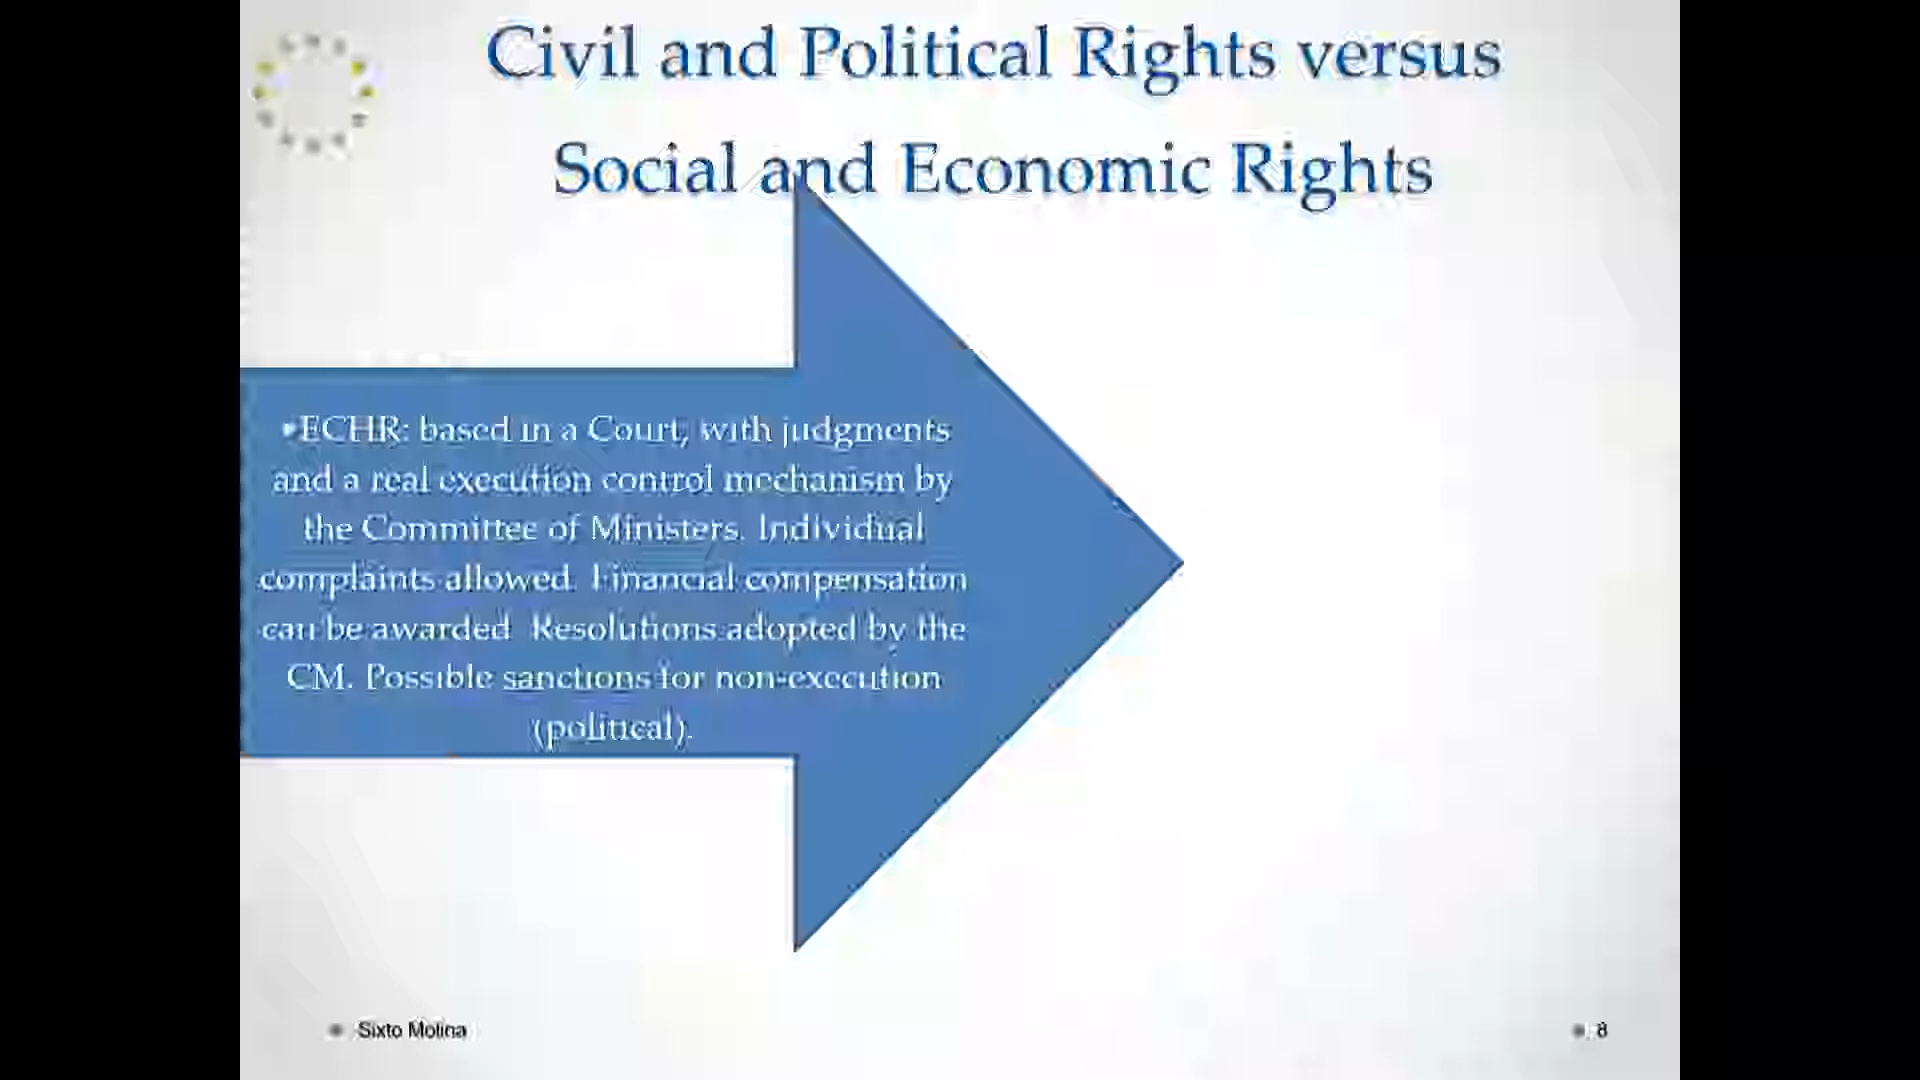 Civil and Political Rights versus
Social and Economic Rights
•ECHR: based in a Court, with judgments
and a real execution control mechanism by
the Committee of Ministers. Individual
complaints allowed. Financial compensation
can be awarded. Resolutions adopted by the
CM. Possible sanctions for non-execution
(political).
Sixto Molina
8